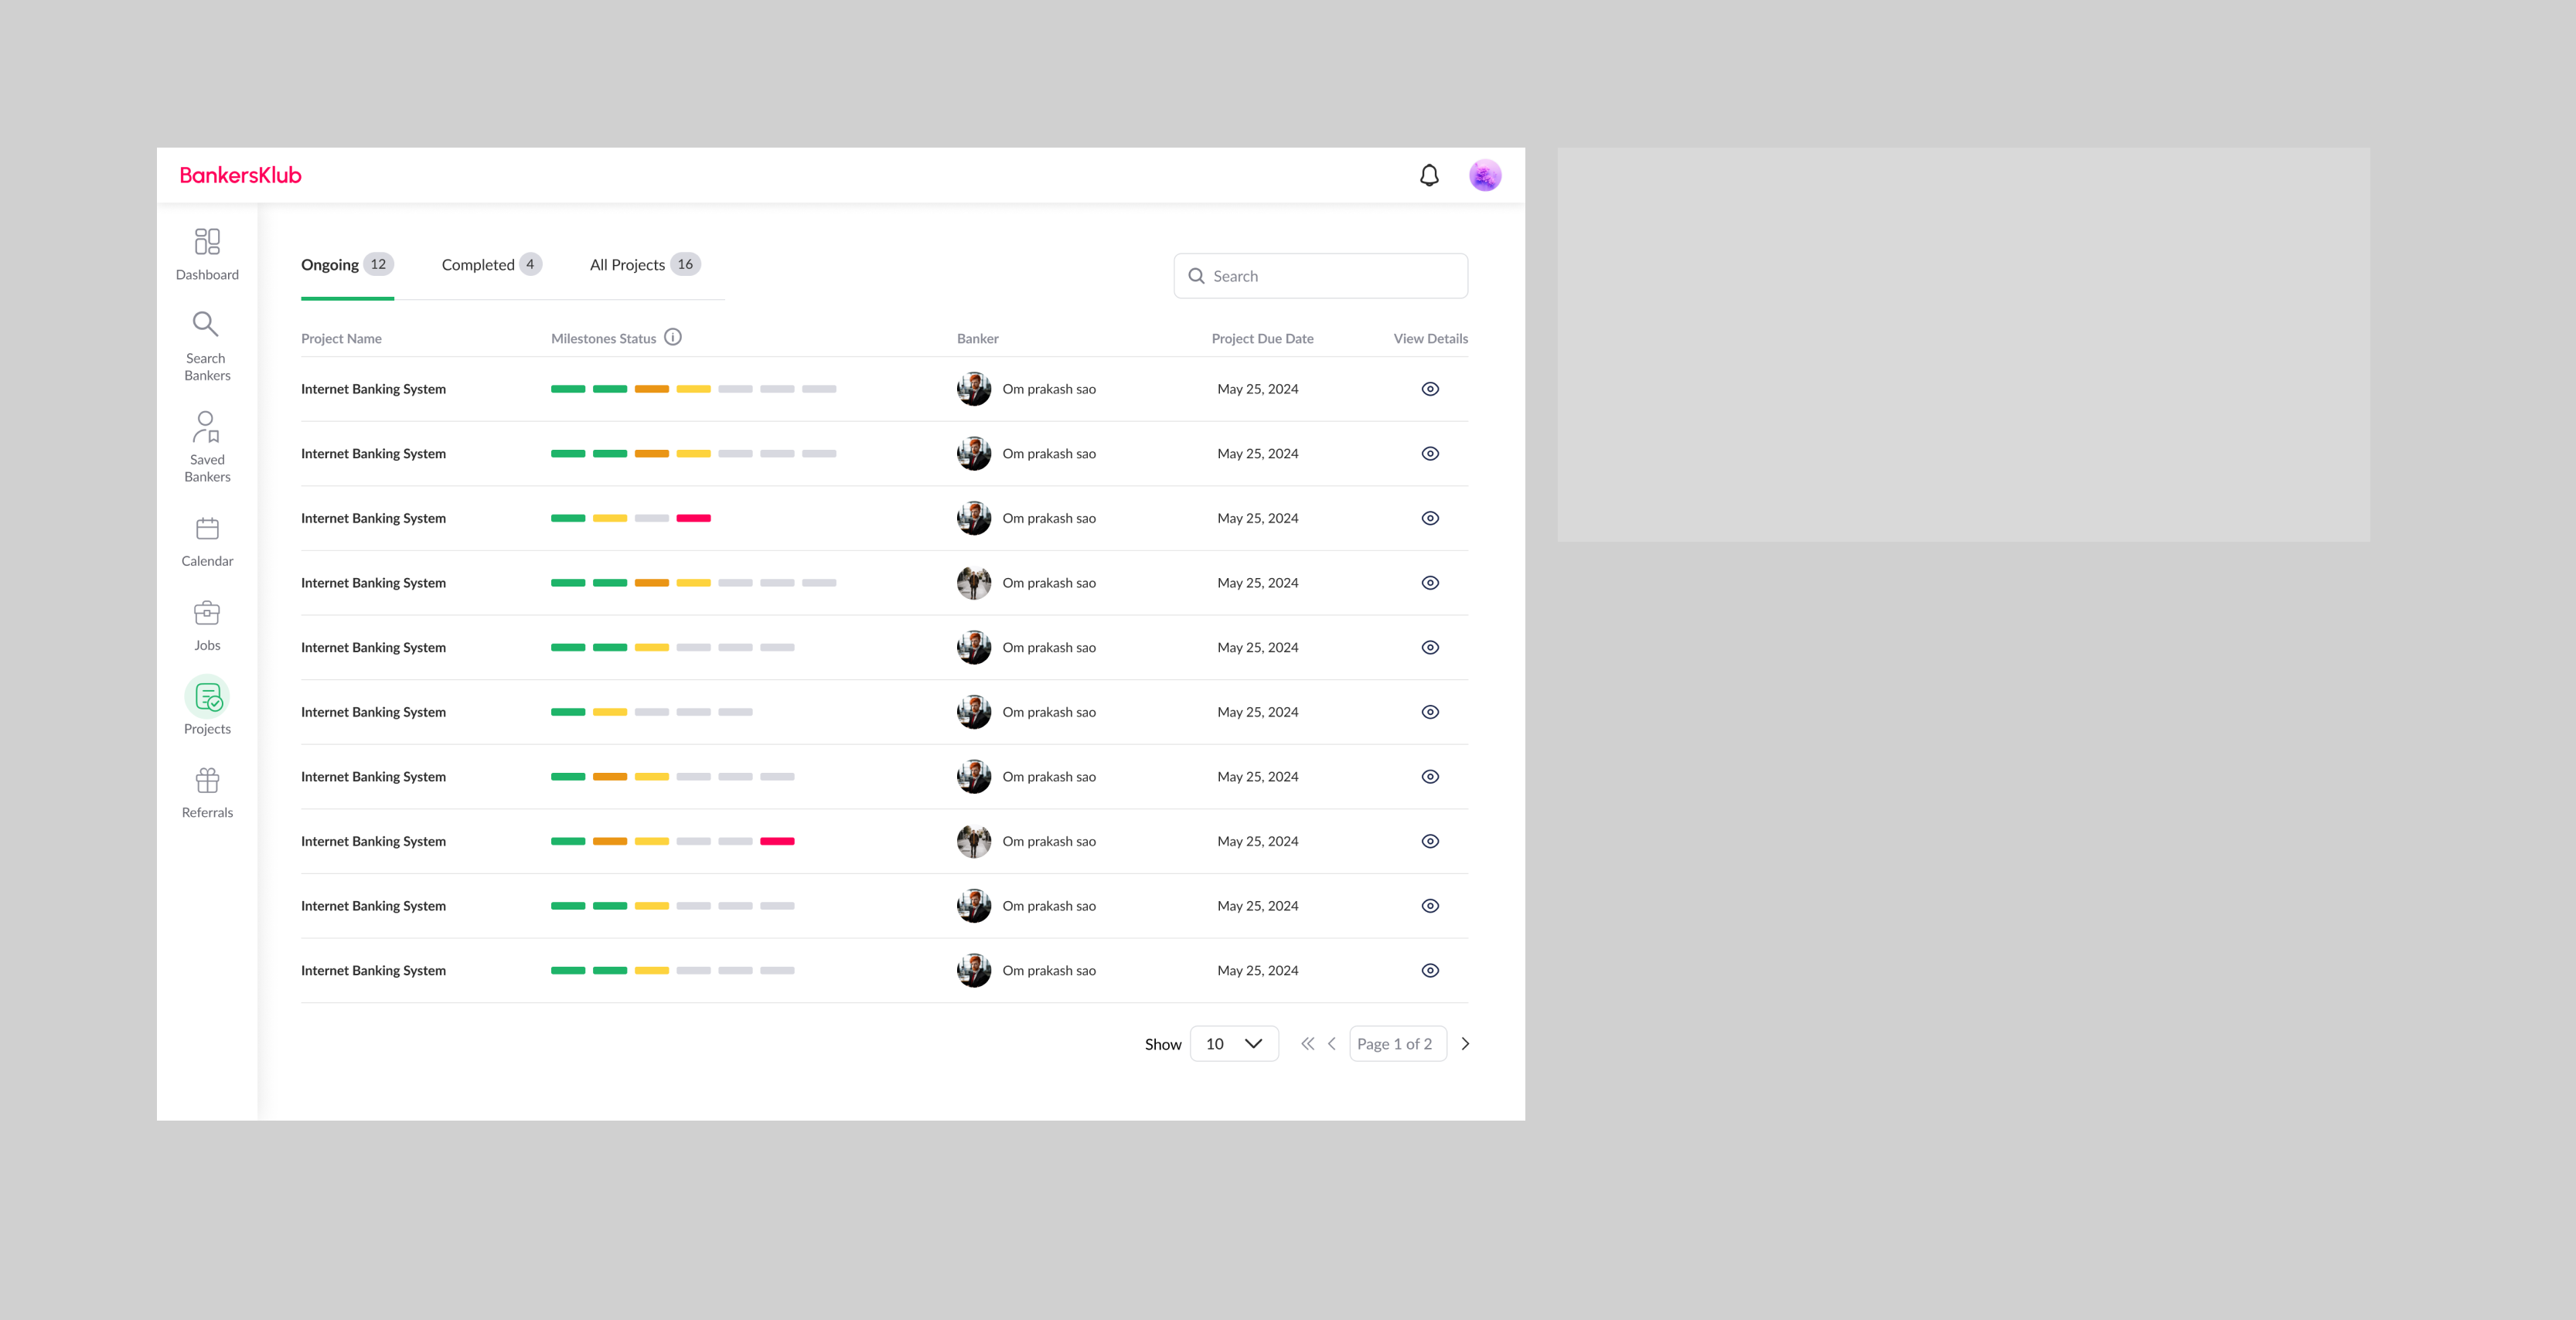 BankersKlub
Dashboard
Search
Bankers
Saved
Bankers
Calendar
Jobs
Projects
Referrals
Ongoing 12 Completed 4 All Projects 16 Search
Project Name Milestones Status Banker Project Due Date View Details
Internet Banking System Om prakash sao May 25, 2024
Internet Banking System Om prakash sao May 25, 2024
Internet Banking System Om prakash sao May 25, 2024
Internet Banking System Om prakash sao May 25, 2024
Internet Banking System Om prakash sao May 25, 2024
Internet Banking System Om prakash sao May 25, 2024
Internet Banking System Om prakash sao May 25, 2024
Internet Banking System Om prakash sao May 25, 2024
Internet Banking System Om prakash sao May 25, 2024
Internet Banking System Om prakash sao May 25, 2024
Show 10 Page 1 of 2